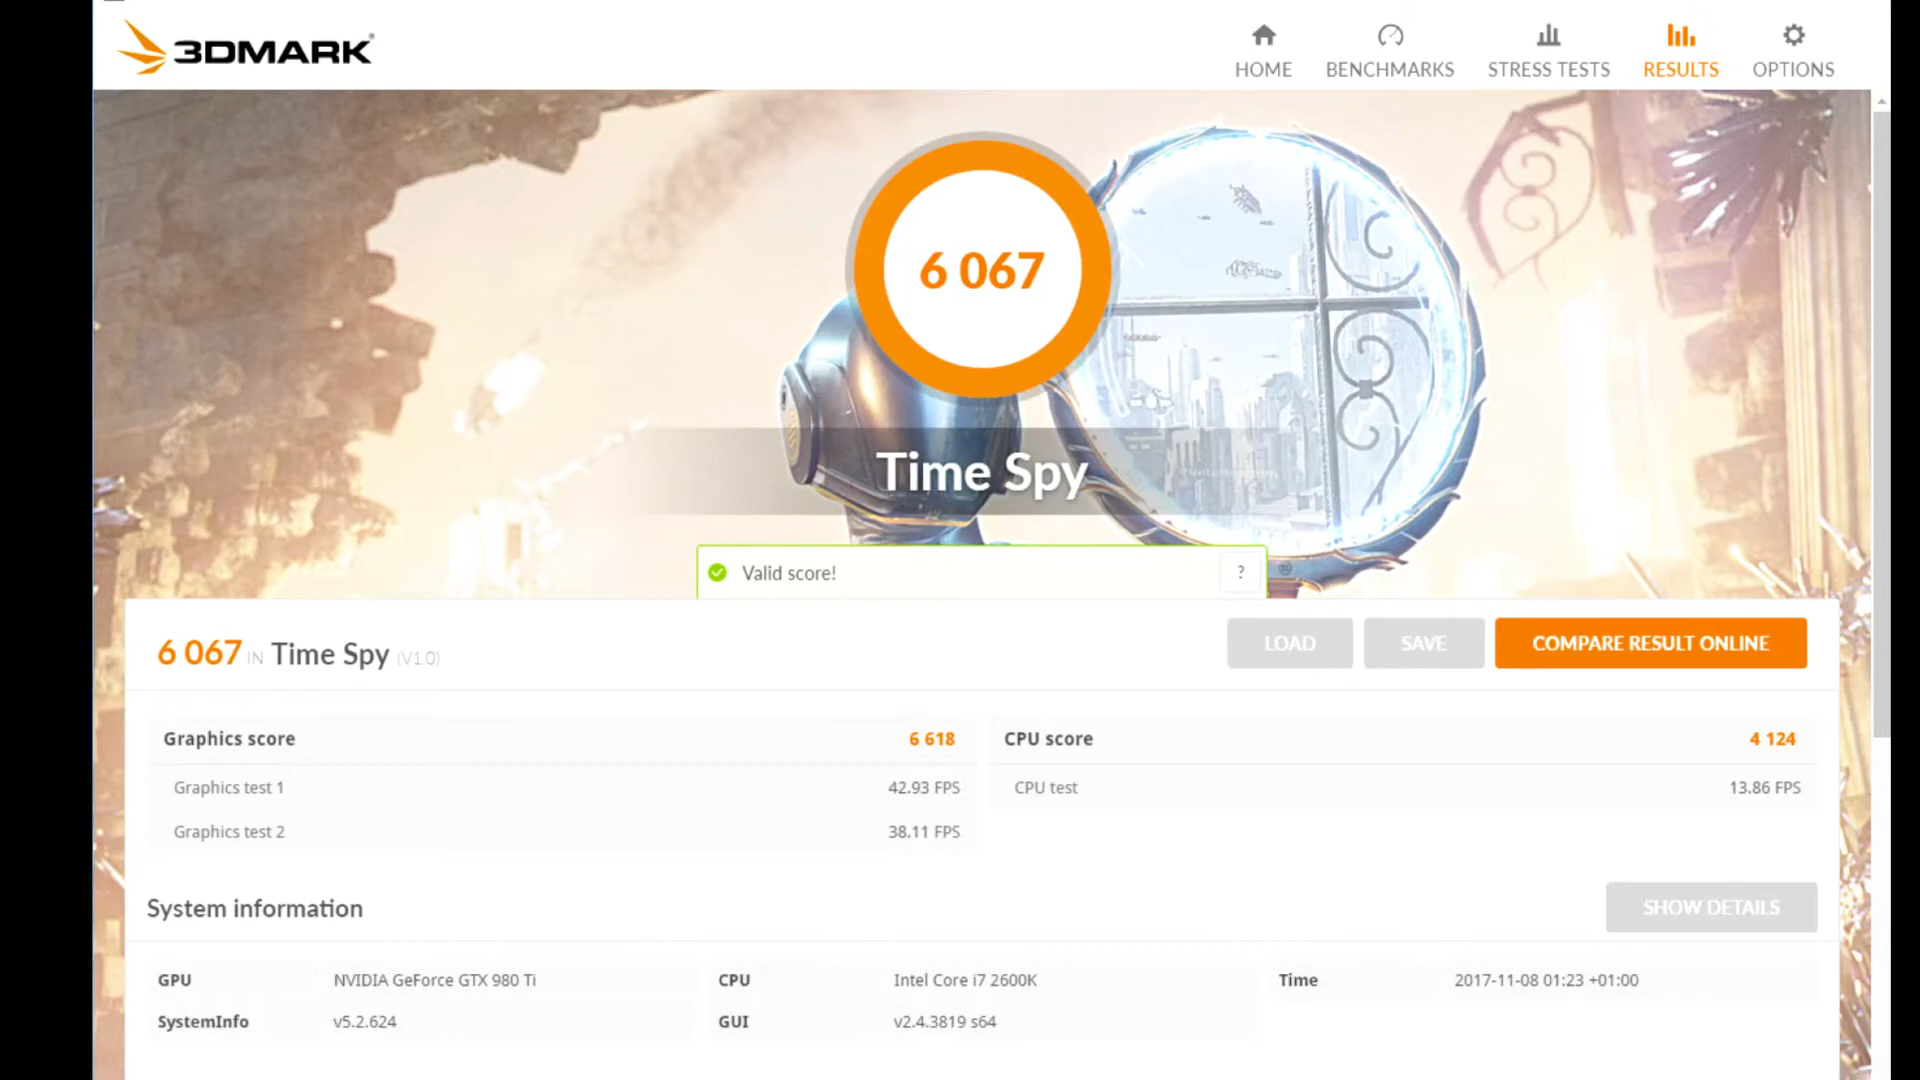 3DMARK
HOME BENCHMARKS STRESS TESTS RESULTS OPTIONS
6 067
Time Spy
Valid score! ?
6 067 IN Time Spy (V1.0)
LOAD SAVE COMPARE RESULT ONLINE
Graphics score 6 618
Graphics test 1 42.93 FPS
Graphics test 2 38.11 FPS
CPU score 4 124
CPU test 13.86 FPS
System information
SHOW DETAILS
GPU NVIDIA GeForce GTX 980 Ti CPU Intel Core i7 2600K Time 2017-11-08 01:23 +01:00
SystemInfo v5.2.624 GUI v2.4.3819 s64